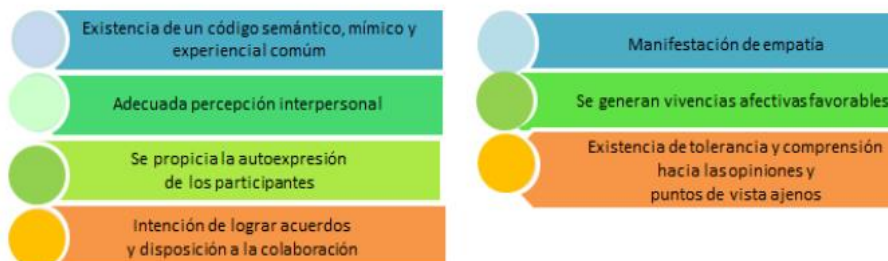 Existencia de un código semántico, mímico y
experiencial comúm
Adecuada percepción interpersonal
Se propicia la autoexpresión
de los participantes
Intención de lograr acuerdos
y disposición a la colaboración
Manifestación de empatía
Se generan vivencias afectivas favorables
Existencia de tolerancia y comprensión
hacia las opiniones y
puntos de vista ajenos